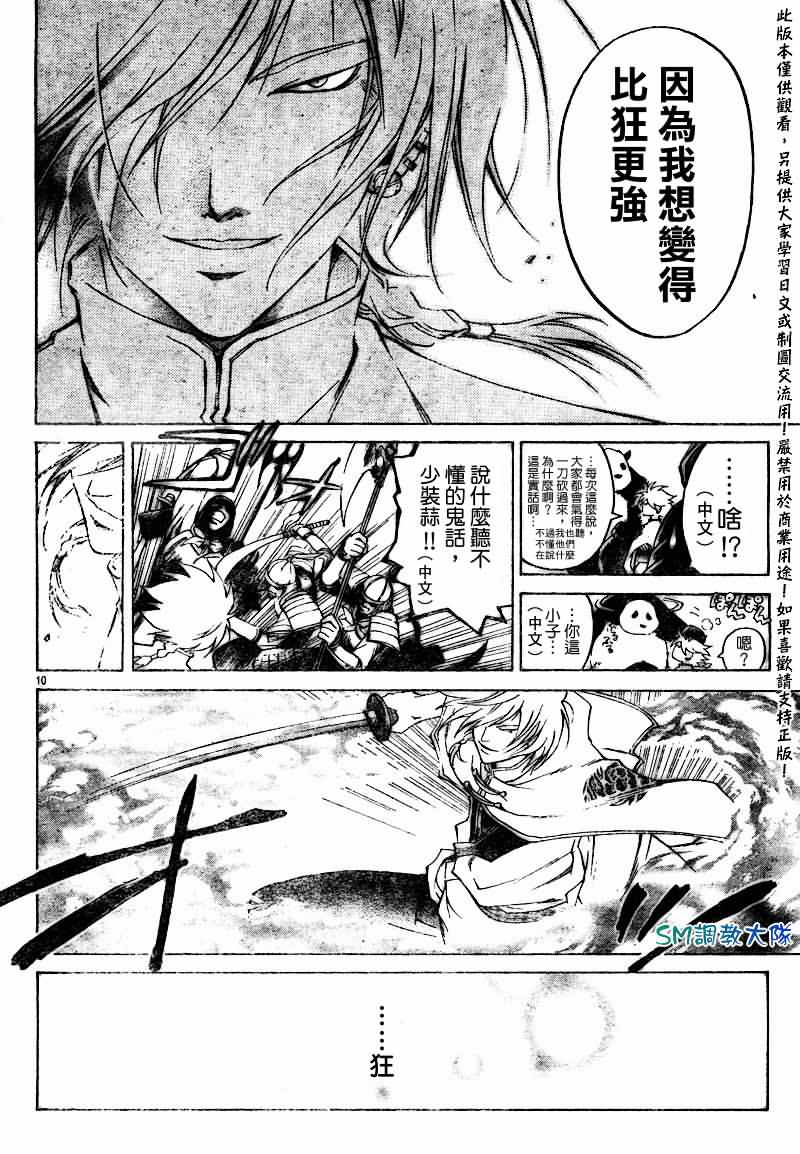 因為我想變得
比狂更強
……啥!?
(中文)
…每次這麼說,
大家都會氣得
一刀砍過來,
為什麼啊?
這是實話啊…
不過我也聽
不懂他們
在說什麼
說什麼聽不
懂的鬼話,
少裝蒜!!
(中文)
ぽんぽん
嗯?
…你這
小子…
(中文)
10
……狂
SM調教大隊
此版本僅供觀看,另提供大家學習日文或制圖交流用!嚴禁用於商業用途!如果喜歡請支持正版!